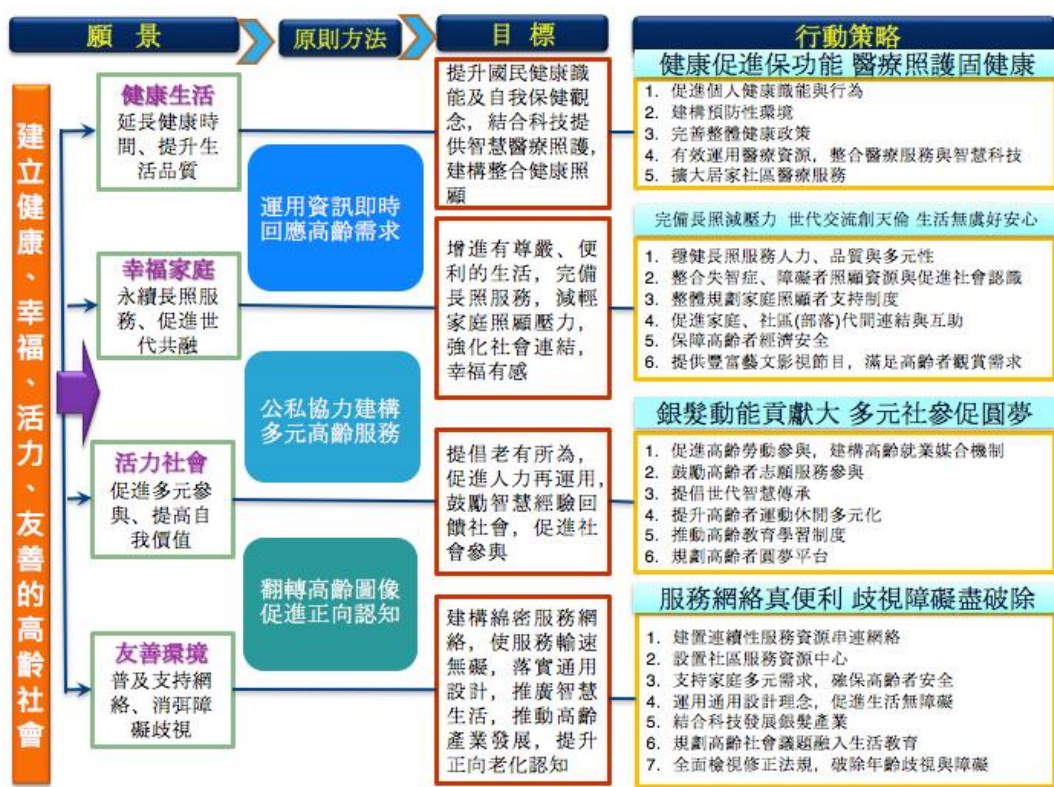 願景
原則方法
目標
行動策略
建立健康、幸福、活力、友善的高齡社會
健康生活
延長健康時
間、提升生
活品質
幸福家庭
永續長照服
務、促進世
代共融
活力社會
促進多元參
與、提高自
我價值
友善環境
普及支持網
絡、消弭障
礙歧視
運用資訊即時
回應高齡需求
公私協力建構
多元高齡服務
翻轉高齡圖像
促進正向認知
提升國民健康識
能及自我保健觀
念，結合科技提
供智慧醫療照護，
建構整合健康照
顧
增進有尊嚴、便
利的生活，完備
長照服務，減輕
家庭照顧壓力，
強化社會連結，
幸福有感
提倡老有所為，
促進人力再運用，
鼓勵智慧經驗回
饋社會，促進社
會參與
建構綿密服務網
絡，使服務輸速
無礙，落實通用
設計，推廣智慧
生活，推動高齡
產業發展，提升
正向老化認知
健康促進保功能 醫療照護固健康
1. 促進個人健康識能與行為
2. 建構預防性環境
3. 完善整體健康政策
4. 有效運用醫療資源，整合醫療服務與智慧科技
5. 擴大居家社區醫療服務
完備長照減壓力 世代交流創天倫 生活無虞好安心
1. 穩健長照服務人力、品質與多元性
2. 整合失智症、障礙者照顧資源與促進社會認識
3. 整體規劃家庭照顧者支持制度
4. 促進家庭、社區(部落)代間連結與互助
5. 保障高齡者經濟安全
6. 提供豐富藝文影視節目，滿足高齡者觀賞需求
銀髮動能貢獻大 多元社參促圓夢
1. 促進高齡勞動參與，建構高齡就業媒合機制
2. 鼓勵高齡者志願服務參與
3. 提倡世代智慧傳承
4. 提升高齡者運動休閒多元化
5. 推動高齡教育學習制度
6. 規劃高齡者圓夢平台
服務網絡真便利 歧視障礙盡破除
1. 建置連續性服務資源串連網絡
2. 設置社區服務資源中心
3. 支持家庭多元需求，確保高齡者安全
4. 運用通用設計理念，促進生活無障礙
5. 結合科技發展銀髮產業
6. 規劃高齡社會議題融入生活教育
7. 全面檢視修正法規，破除年齡歧視與障礙